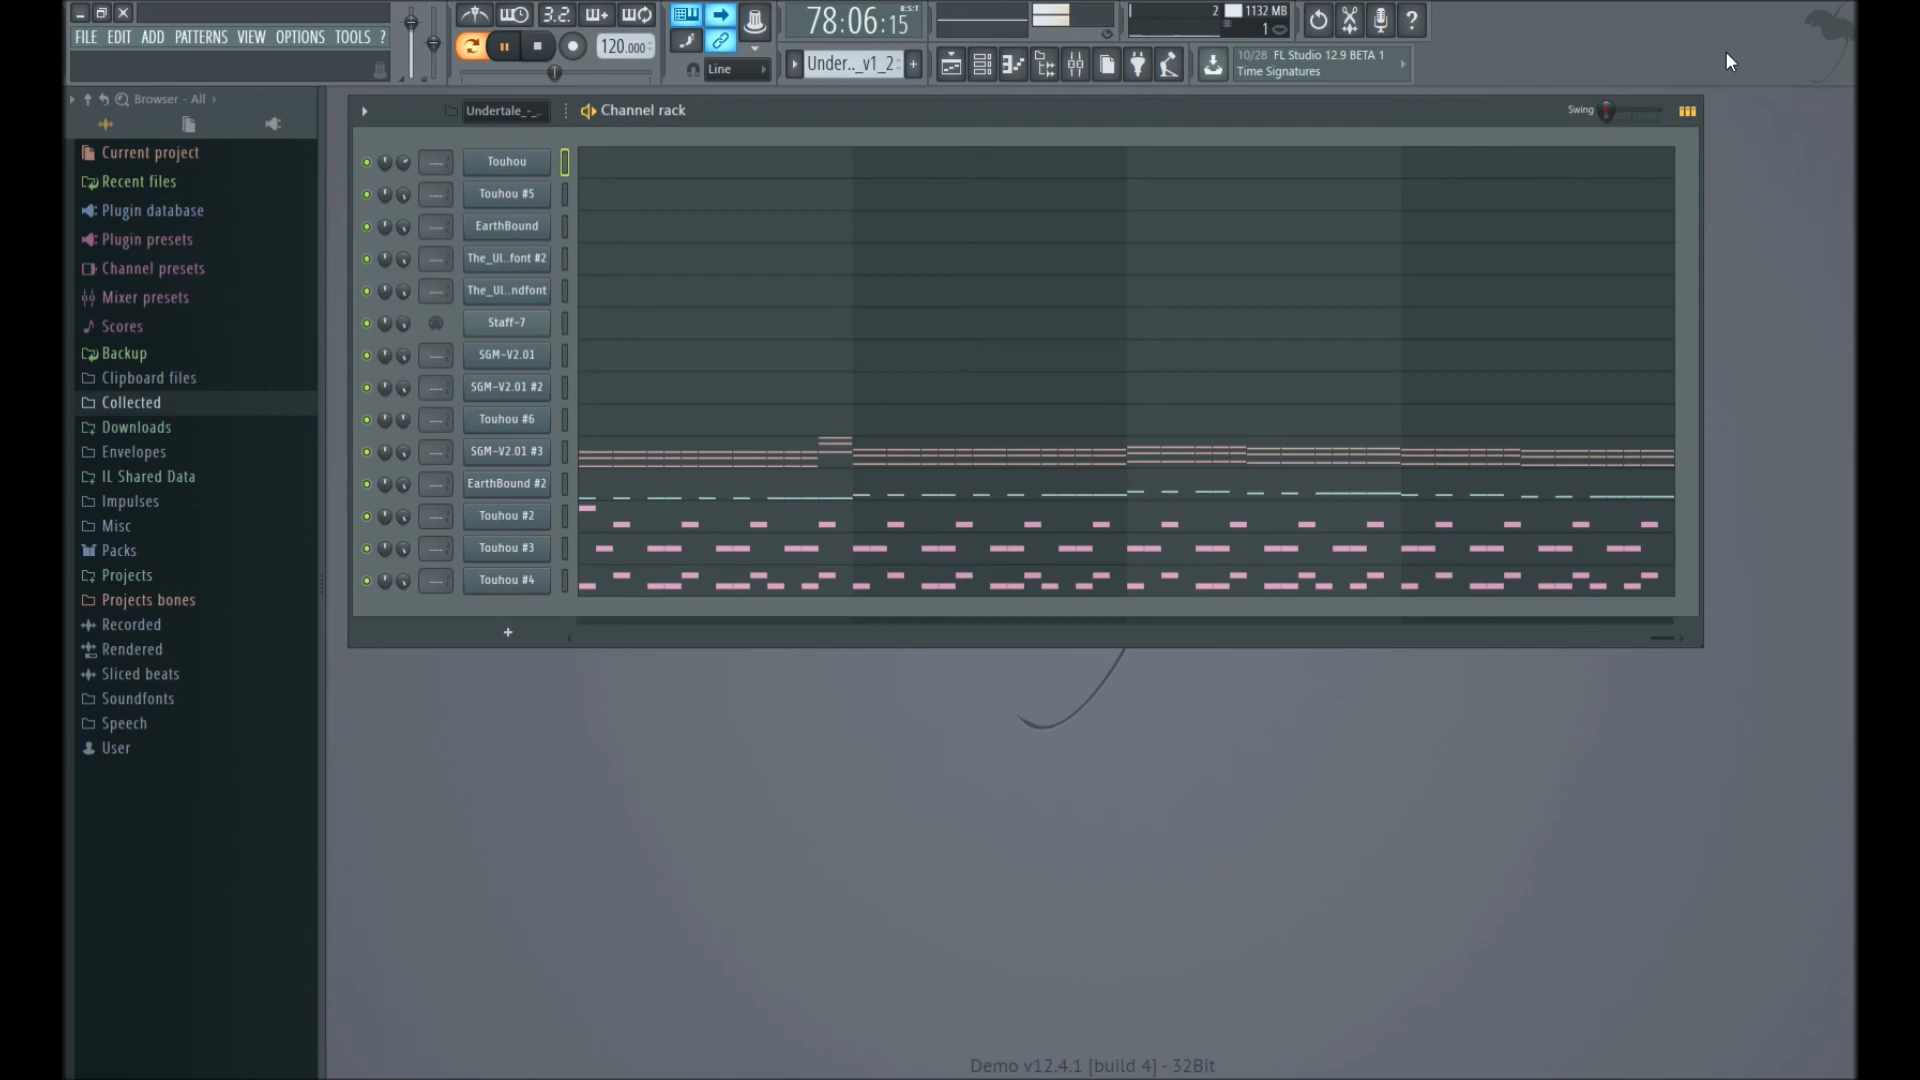 FILE EDIT ADD PATTERNS VIEW OPTIONS TOOLS ?
3.2.
120.000
Line
78:06:15
B:S:T
Under.._v1_2
+
2
1132 MB
1
?
10/28 FL Studio 12.9 BETA 1
Time Signatures
Browser - All
Current project
Recent files
Plugin database
Plugin presets
Channel presets
Mixer presets
Scores
Backup
Clipboard files
Collected
Downloads
Envelopes
IL Shared Data
Impulses
Misc
Packs
Projects
Projects bones
Recorded
Rendered
Sliced beats
Soundfonts
Speech
User
Undertale_-_..
Channel rack
Swing
Touhou
Touhou #5
EarthBound
The_Ul..font #2
The_Ul..ndfont
Staff-7
SGM-V2.01
SGM-V2.01 #2
Touhou #6
SGM-V2.01 #3
EarthBound #2
Touhou #2
Touhou #3
Touhou #4
+
Demo v12.4.1 [build 4] - 32Bit